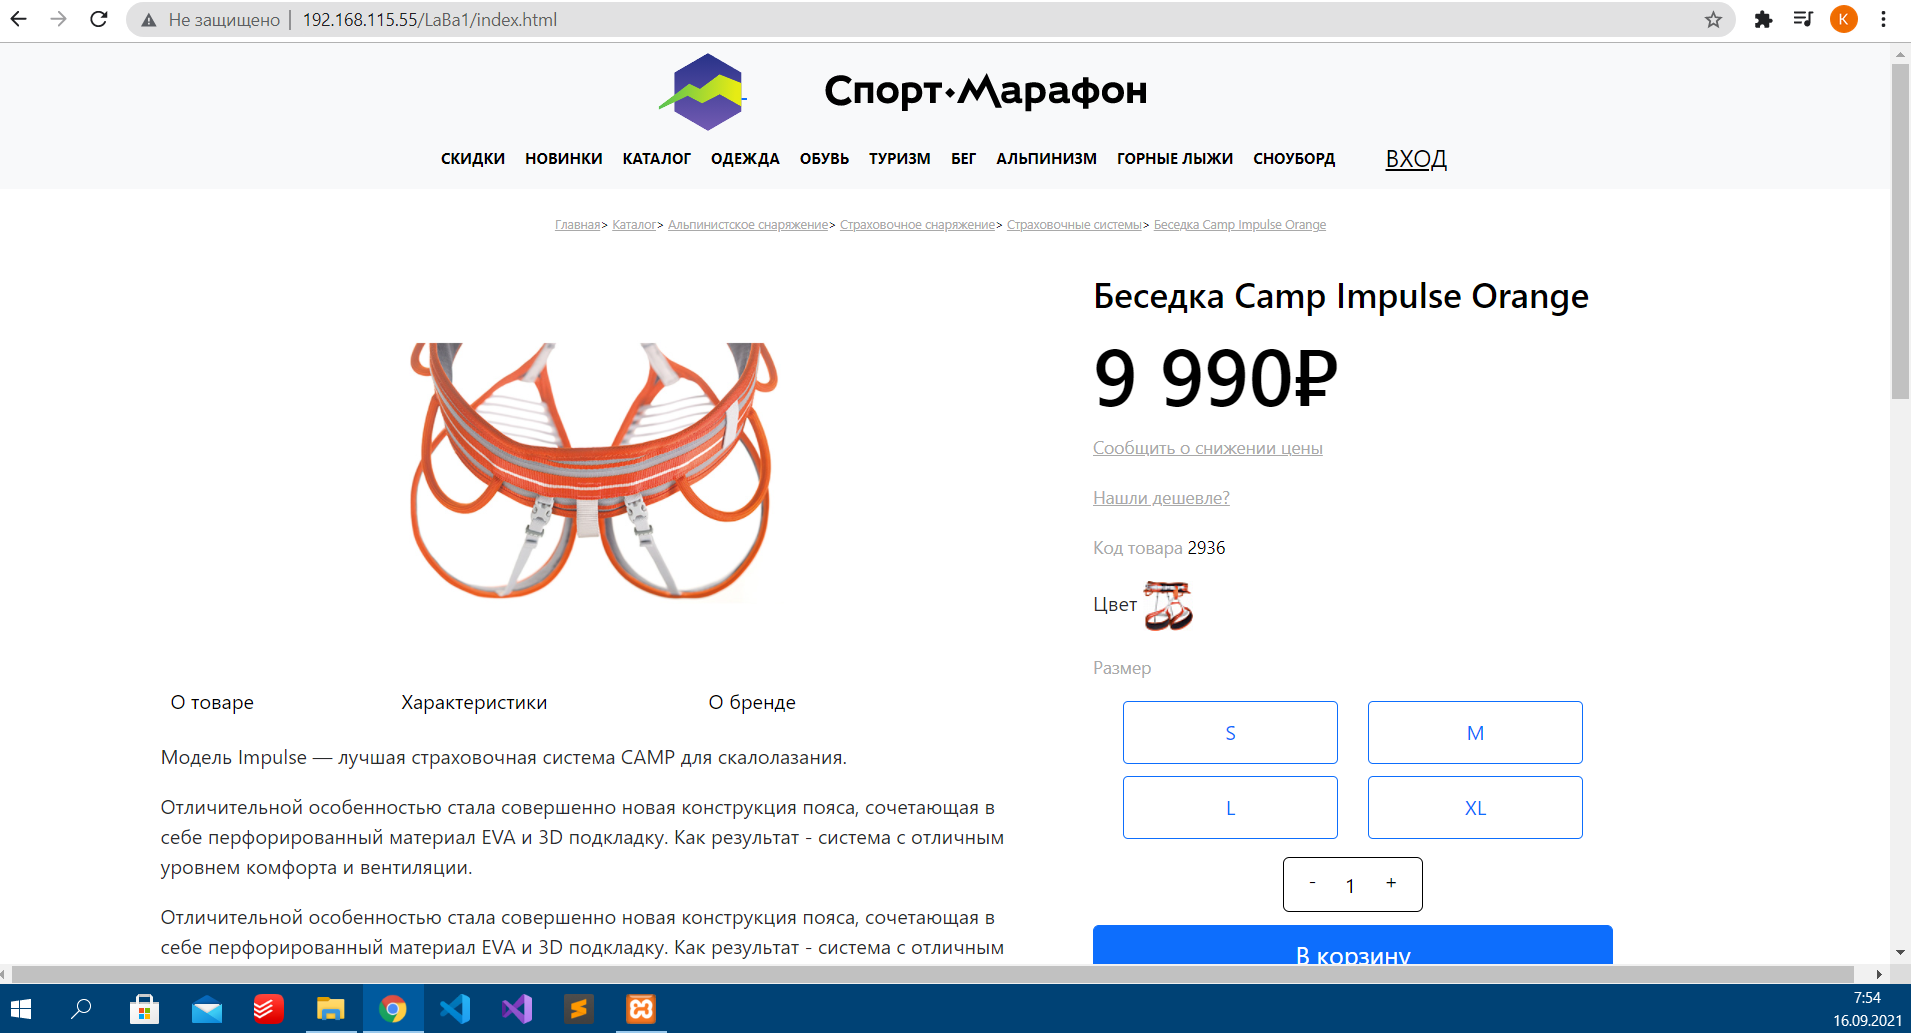 Не защищено | 192.168.115.55/LaBa1/index.html
K
Спорт·Марафон
СКИДКИ НОВИНКИ КАТАЛОГ ОДЕЖДА ОБУВЬ ТУРИЗМ БЕГ АЛЬПИНИЗМ ГОРНЫЕ ЛЫЖИ СНОУБОРД ВХОД
Главная> Каталог> Альпинистское снаряжение> Страховочное снаряжение> Страховочные системы> Беседка Camp Impulse Orange
Беседка Camp Impulse Orange
9 990₽
Сообщить о снижении цены
Нашли дешевле?
Код товара 2936
Цвет
Размер
S M
L XL
- 1 +
В корзину
О товаре Характеристики О бренде
Модель Impulse — лучшая страховочная система CAMP для скалолазания.
Отличительной особенностью стала совершенно новая конструкция пояса, сочетающая в
себе перфорированный материал EVA и 3D подкладку. Как результат - система с отличным
уровнем комфорта и вентиляции.
Отличительной особенностью стала совершенно новая конструкция пояса, сочетающая в
себе перфорированный материал EVA и 3D подкладку. Как результат - система с отличным
7:54
16.09.2021